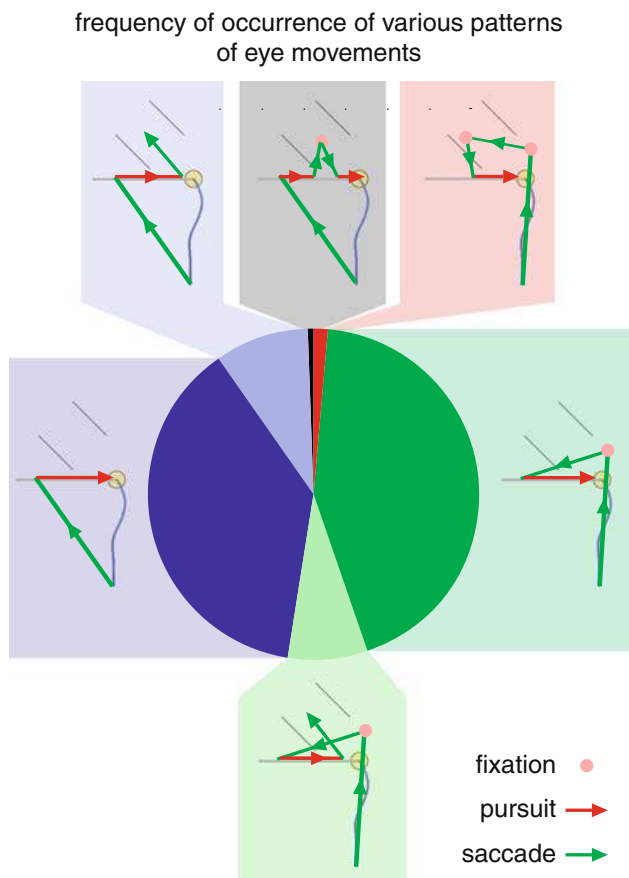 frequency of occurrence of various patterns
of eye movements
fixation
pursuit
saccade